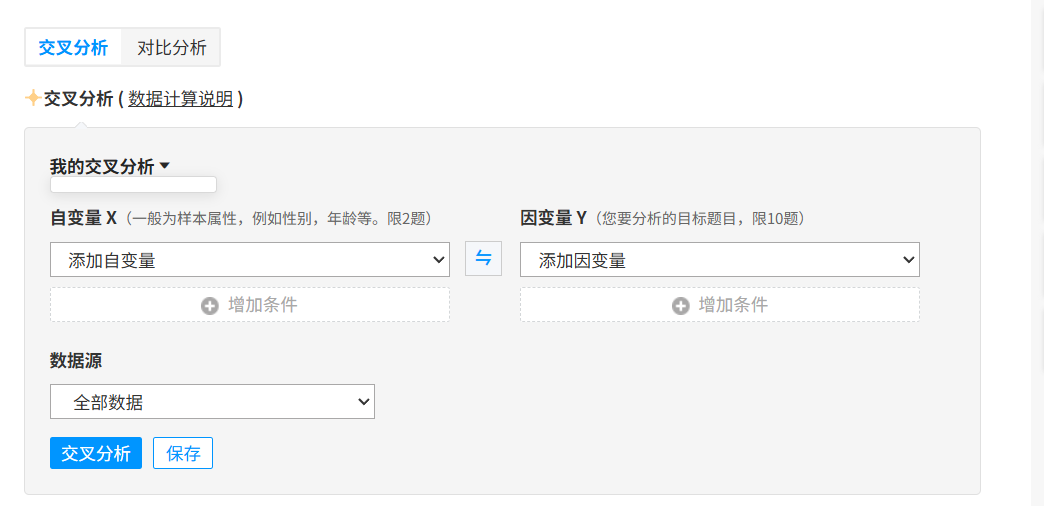 交叉分析 对比分析
交叉分析 ( 数据计算说明 )
我的交叉分析
自变量 X（一般为样本属性，例如性别，年龄等。限2题） 因变量 Y（您要分析的目标题目，限10题）
添加自变量 添加因变量
增加条件 增加条件
数据源
全部数据
交叉分析 保存